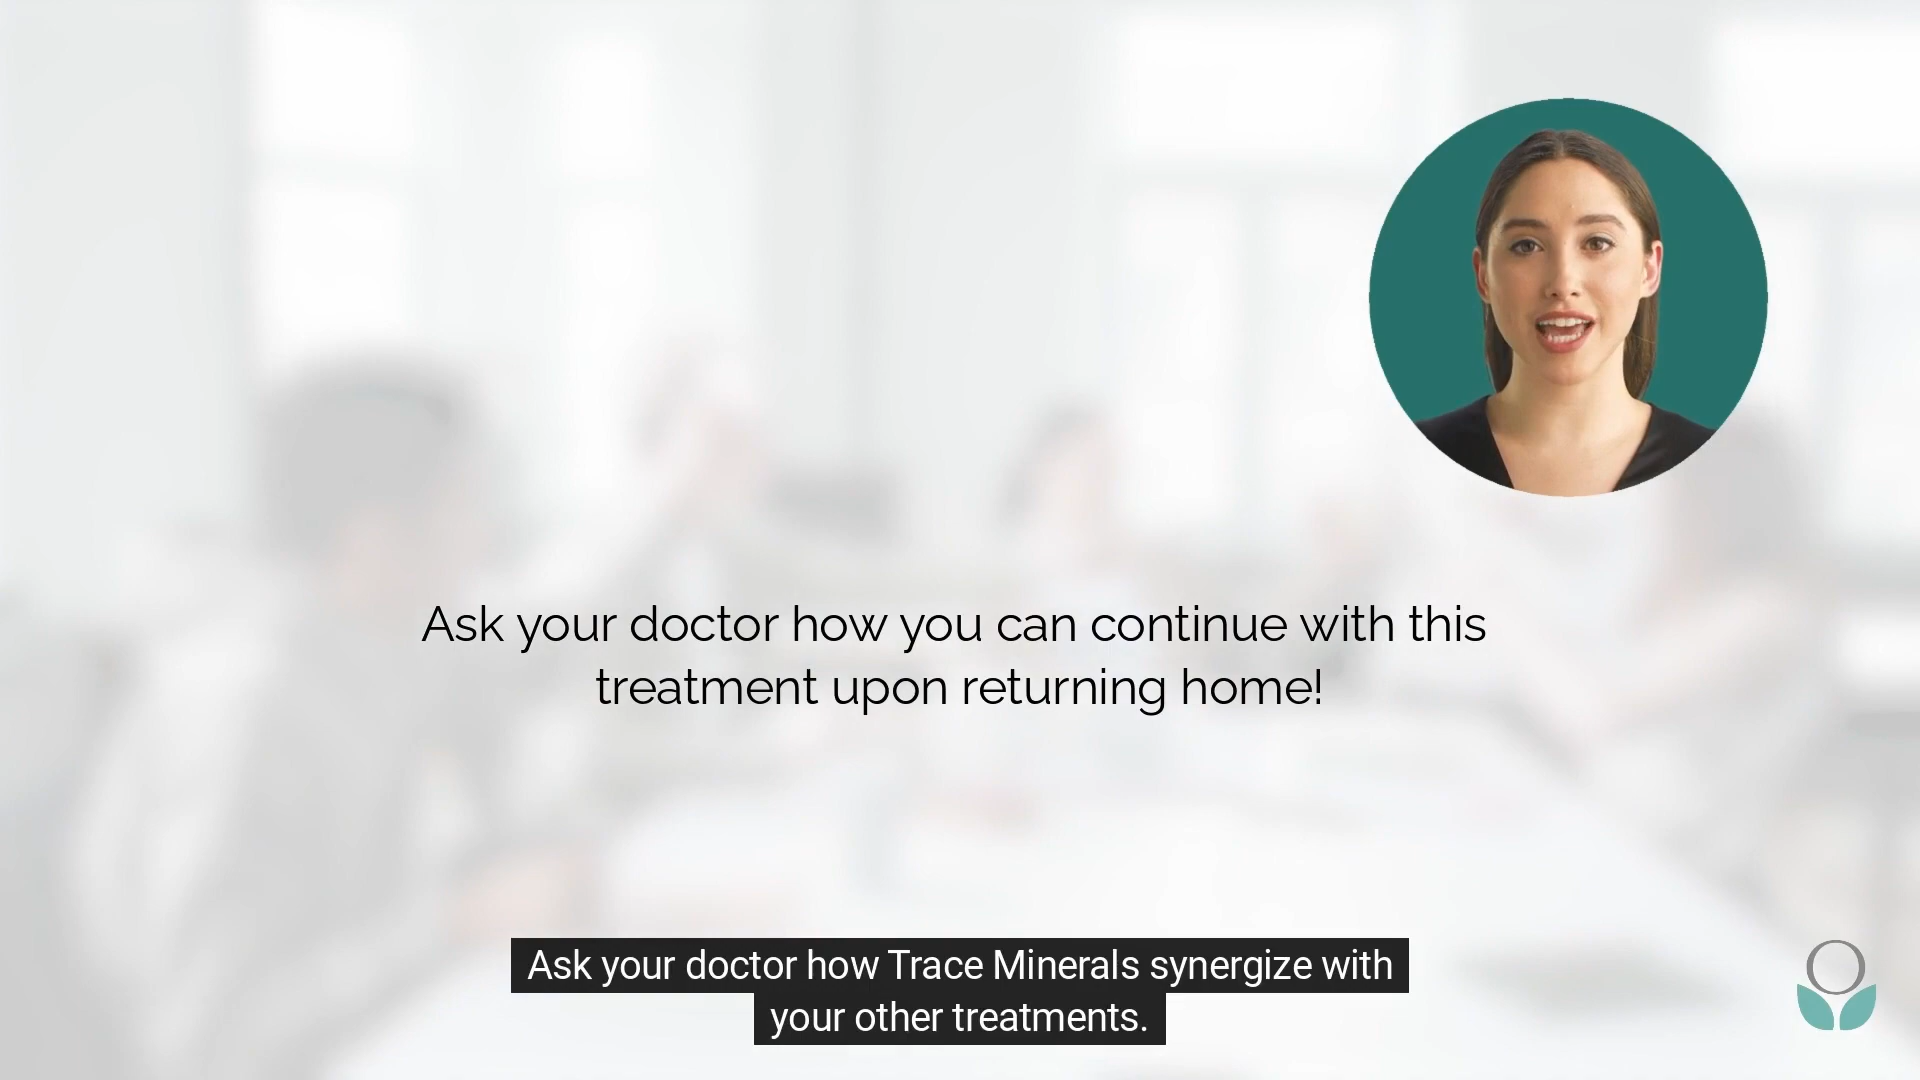 Ask your doctor how you can continue with this
treatment upon returning home!
Ask your doctor how Trace Minerals synergize with
your other treatments.